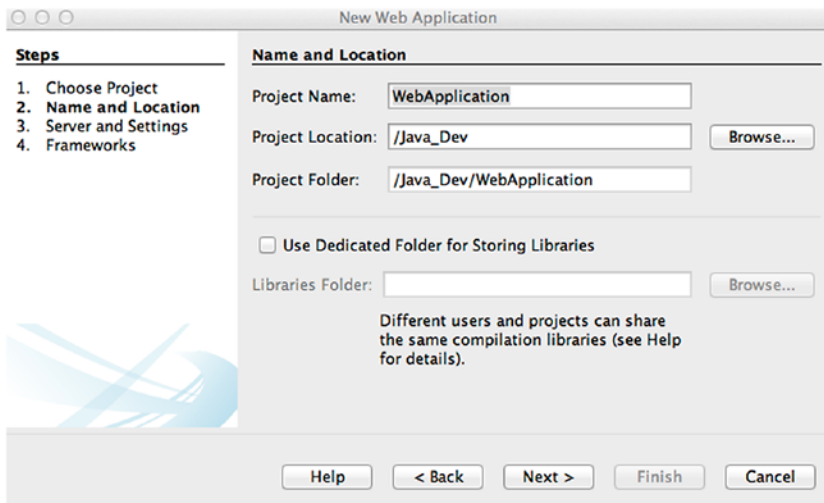 New Web Application
Steps
1. Choose Project
2. Name and Location
3. Server and Settings
4. Frameworks
Name and Location
Project Name: WebApplication
Project Location: /Java_Dev Browse...
Project Folder: /Java_Dev/WebApplication
Use Dedicated Folder for Storing Libraries
Libraries Folder: Browse...
Different users and projects can share
the same compilation libraries (see Help
for details).
Help < Back Next > Finish Cancel